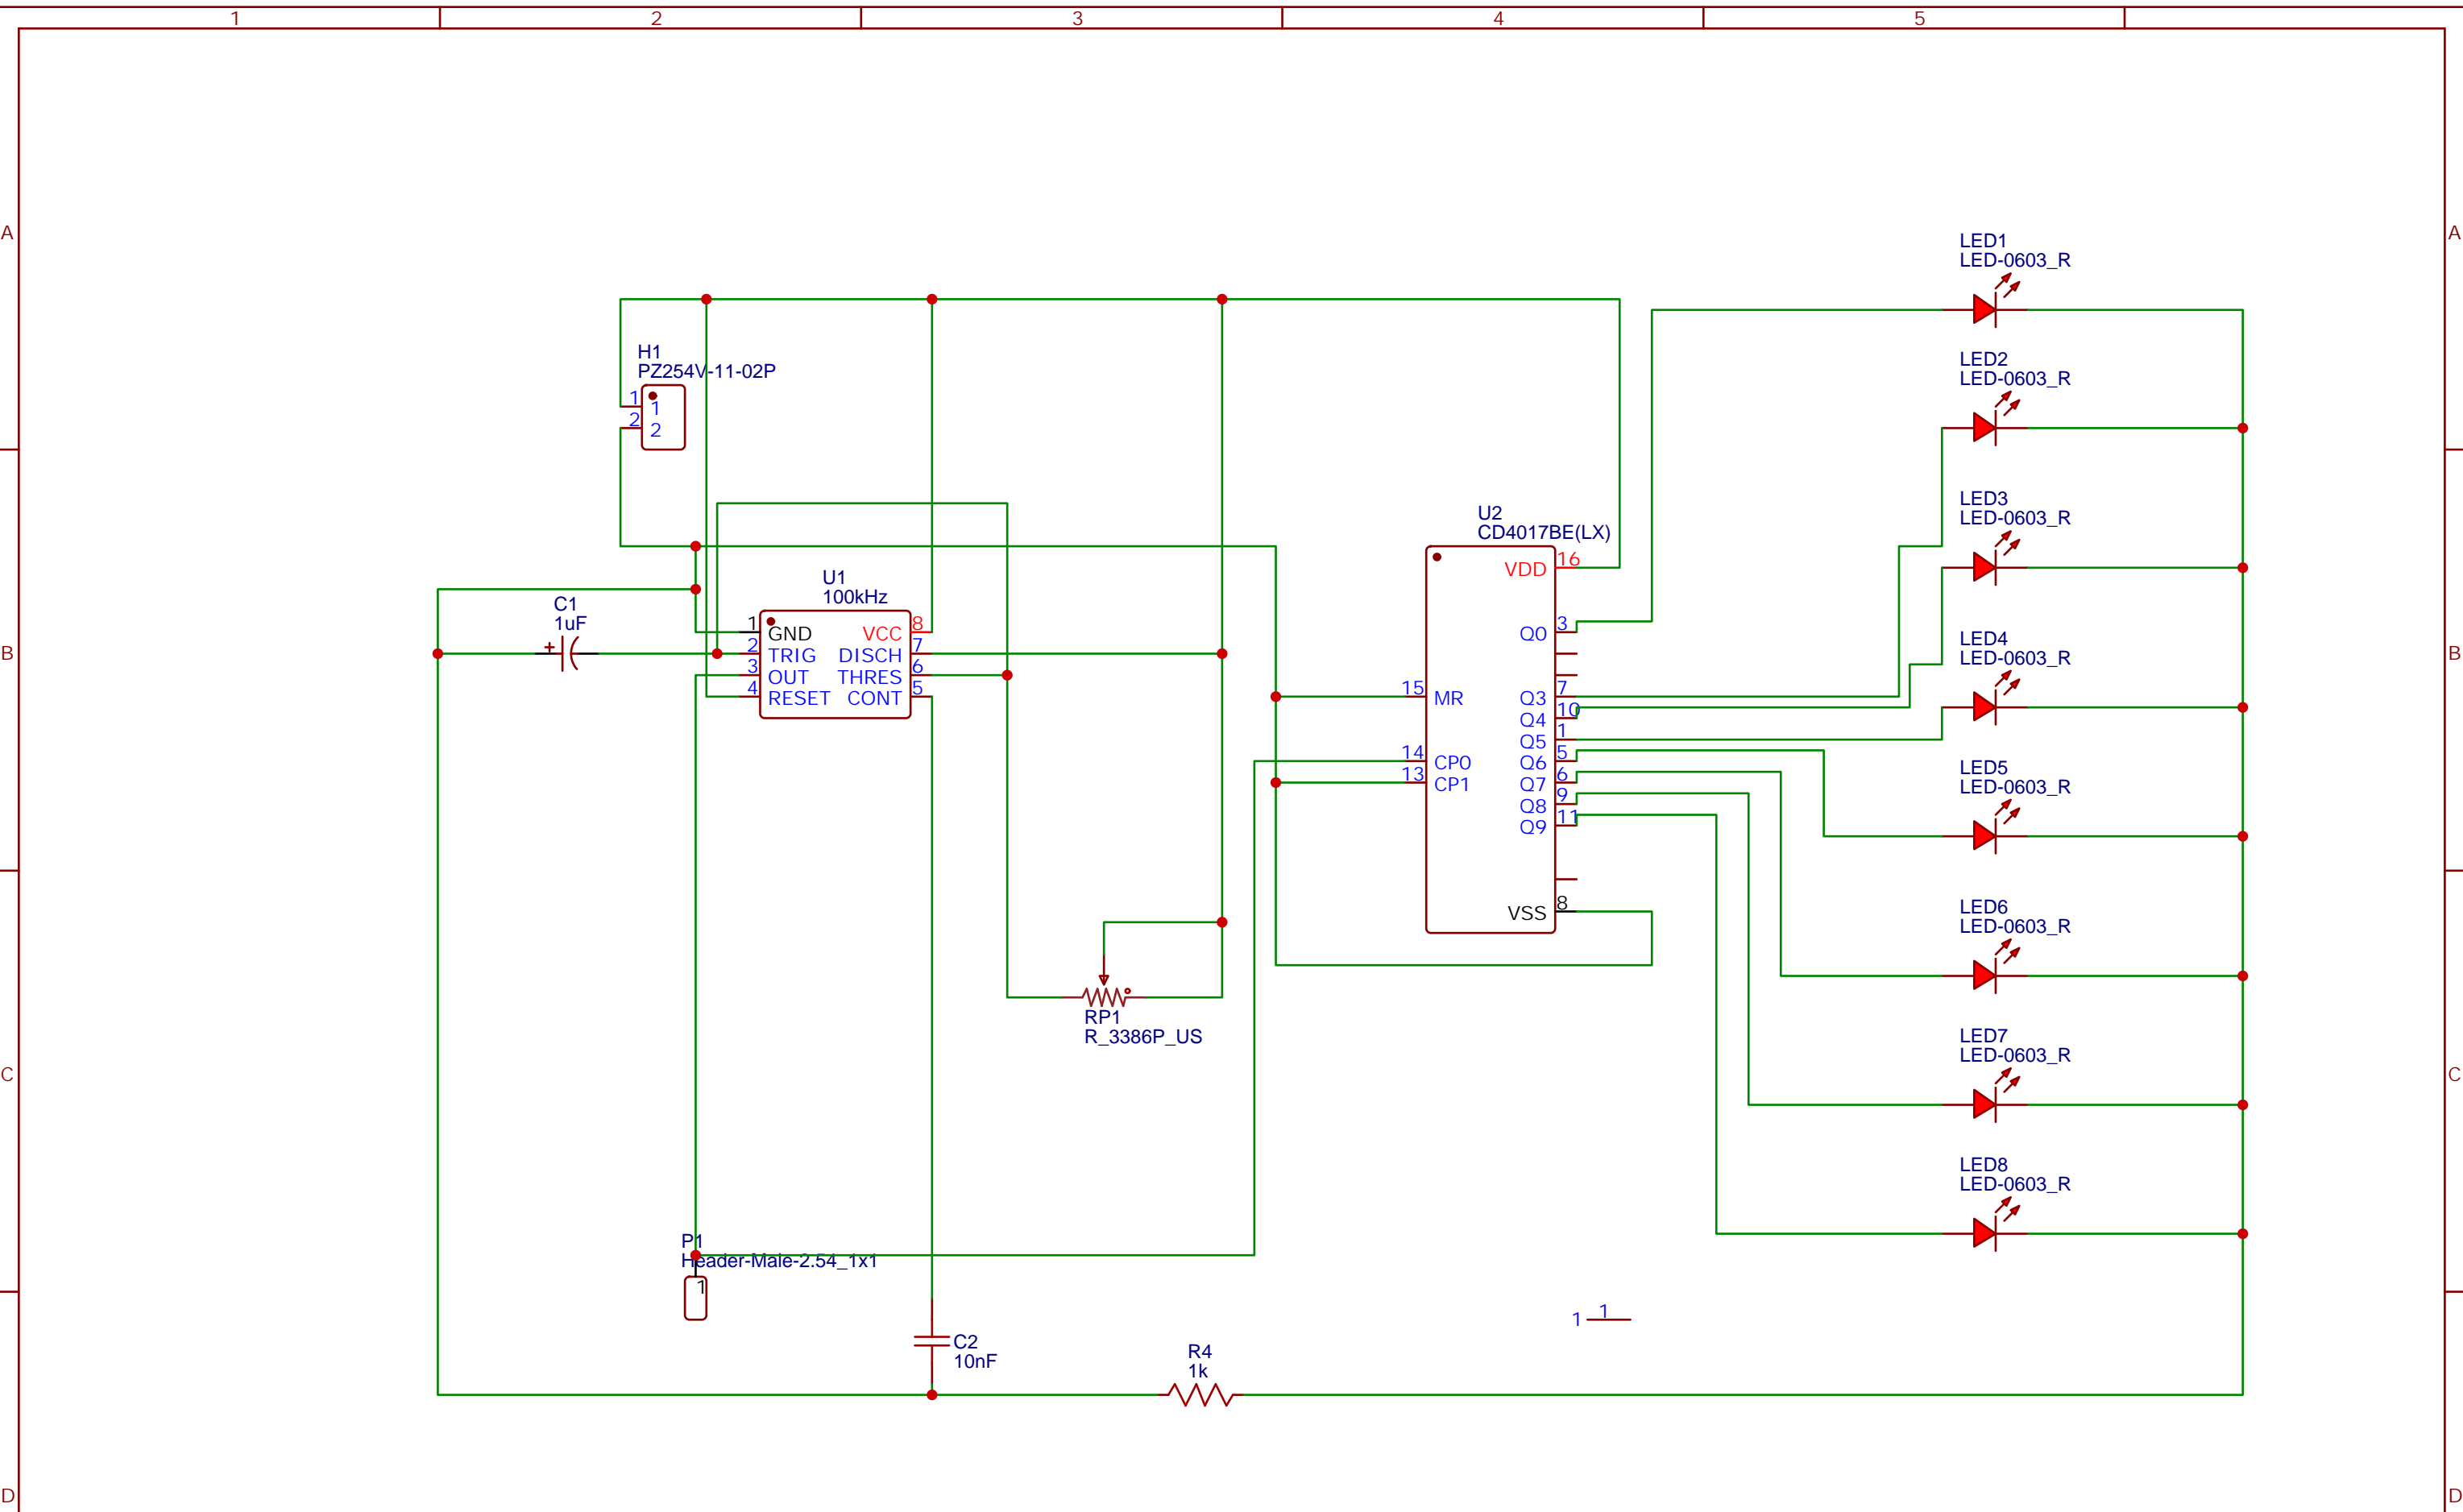 1 2 3 4 5
A A
LED1
LED-0603_R
H1
PZ254V-11-02P
1 1
2 2
LED2
LED-0603_R
LED3
LED-0603_R
U2
CD4017BE(LX)
VDD 16
U1
100kHz
C1
1uF
+
1 GND VCC 8
2 TRIG DISCH 7
3 OUT THRES 6
4 RESET CONT 5
Q0 3
B B
LED4
LED-0603_R
15 MR Q3 7
Q4 10
Q5 1
14 CP0 Q6 5
13 CP1 Q7 6
Q8 9
Q9 11
LED5
LED-0603_R
VSS 8
LED6
LED-0603_R
RP1
R_3386P_US
LED7
LED-0603_R
C C
LED8
LED-0603_R
P1
Header-Male-2.54_1x1
1
1 1
C2
10nF
R4
1k
D D